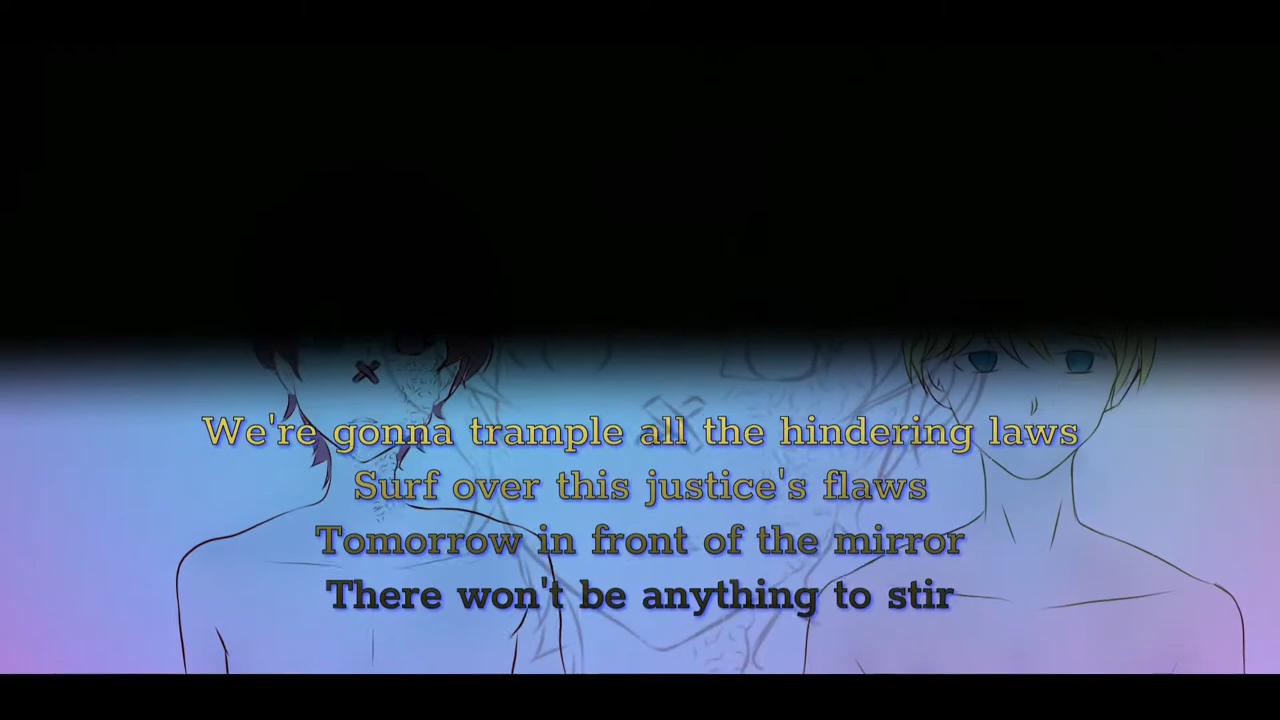 We're gonna trample all the hindering laws
Surf over this justice's flaws
Tomorrow in front of the mirror
There won't be anything to stir